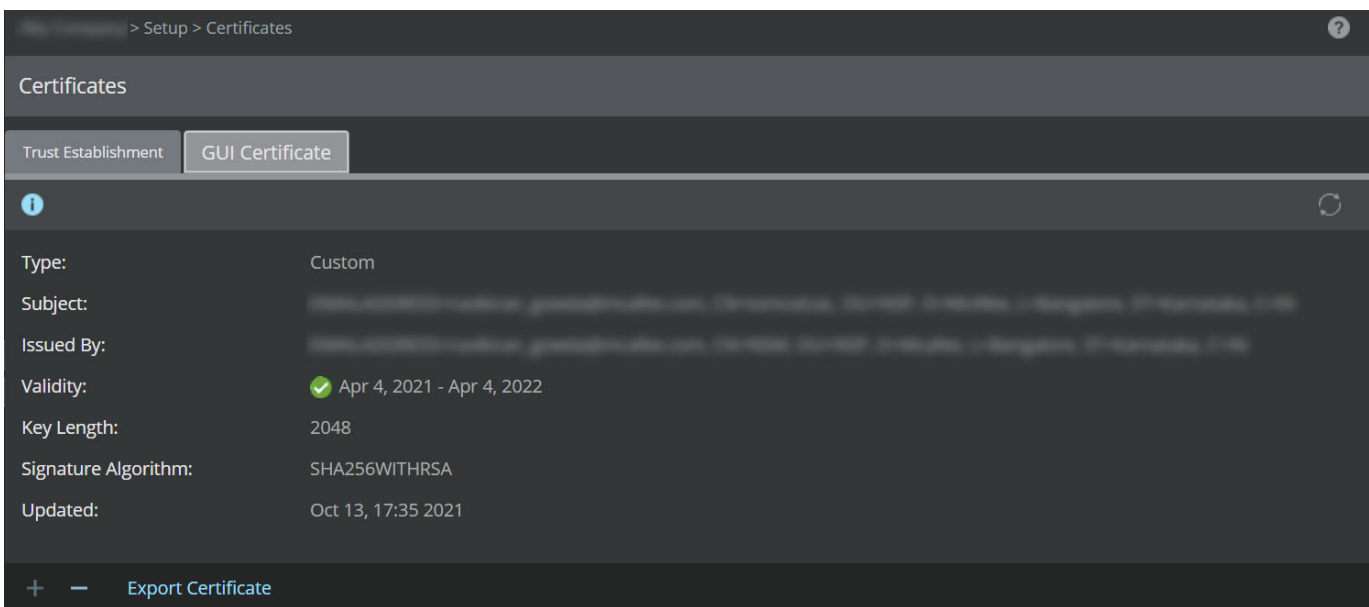 > Setup > Certificates
?
Certificates
Trust Establishment
GUI Certificate
i
Type: Custom
Subject:
Issued By:
Validity: Apr 4, 2021 - Apr 4, 2022
Key Length: 2048
Signature Algorithm: SHA256WITHRSA
Updated: Oct 13, 17:35 2021
+ − Export Certificate